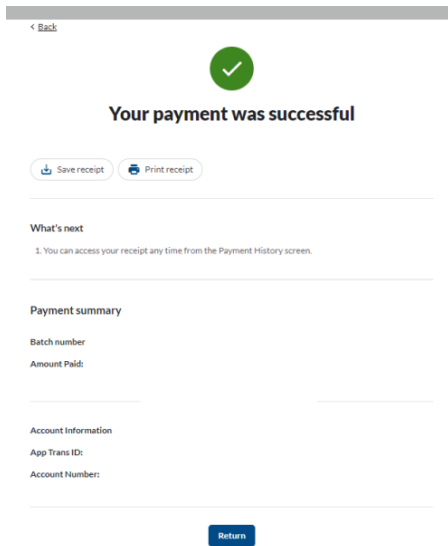 < Back
Your payment was successful
Save receipt Print receipt
What's next
1. You can access your receipt any time from the Payment History screen.
Payment summary
Batch number
Amount Paid:
Account Information
App Trans ID:
Account Number:
Return